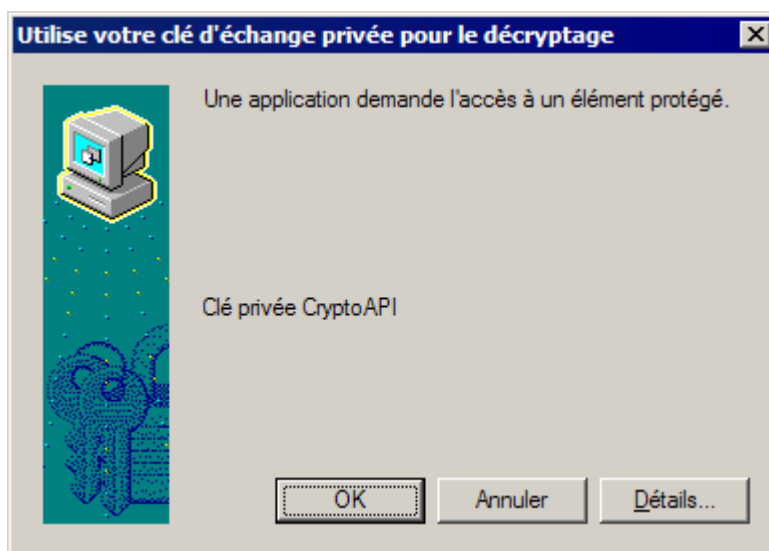 Utilise votre clé d'échange privée pour le décryptage
Une application demande l'accès à un élément protégé.
Clé privée CryptoAPI
OK
Annuler
Détails...